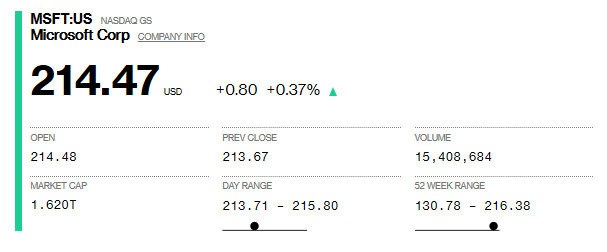 MSFT:US NASDAQ GS
Microsoft Corp COMPANY INFO
214.47 USD +0.80 +0.37% ▲
OPEN PREV CLOSE VOLUME
214.48 213.67 15,408,684
MARKET CAP DAY RANGE 52 WEEK RANGE
1.620T 213.71 – 215.80 130.78 – 216.38